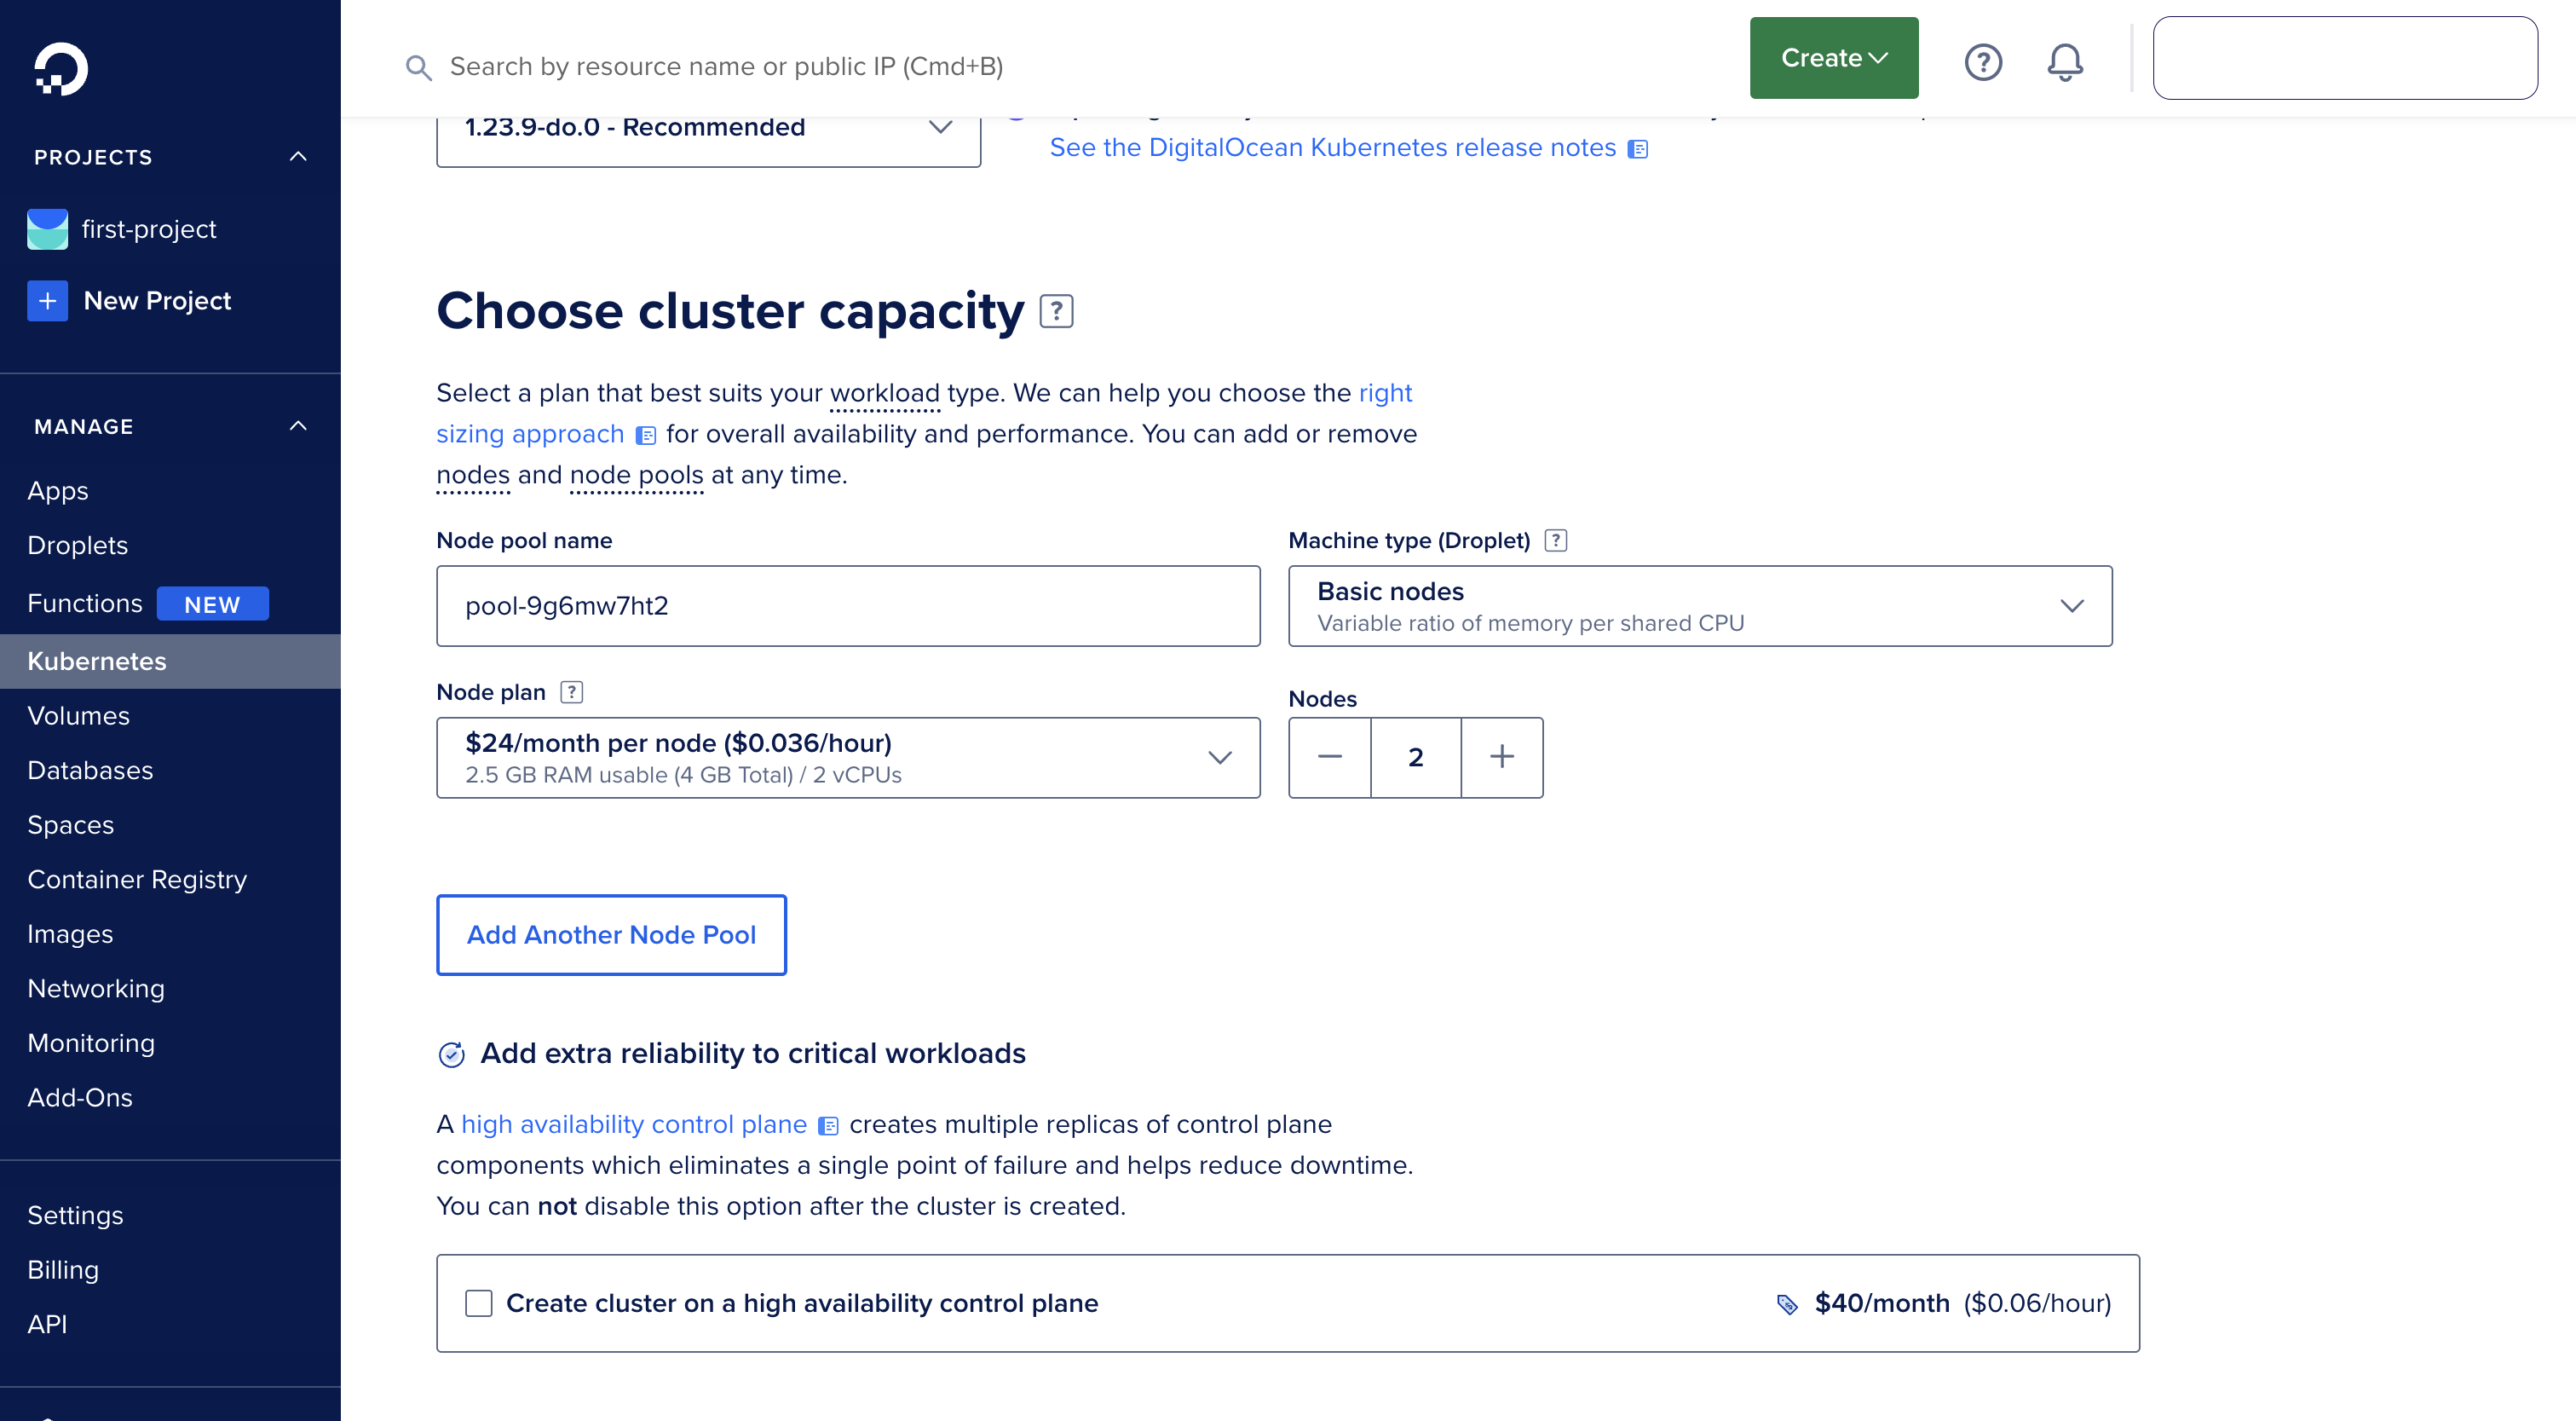 Search by resource name or public IP (Cmd+B)
Create
PROJECTS
first-project
New Project
MANAGE
Apps
Droplets
Functions NEW
Kubernetes
Volumes
Databases
Spaces
Container Registry
Images
Networking
Monitoring
Add-Ons
Settings
Billing
API
1.23.9-do.0 - Recommended
See the DigitalOcean Kubernetes release notes
Choose cluster capacity ?
Select a plan that best suits your workload type. We can help you choose the right
sizing approach for overall availability and performance. You can add or remove
nodes and node pools at any time.
Node pool name
pool-9g6mw7ht2
Machine type (Droplet) ?
Basic nodes
Variable ratio of memory per shared CPU
Node plan ?
$24/month per node ($0.036/hour)
2.5 GB RAM usable (4 GB Total) / 2 vCPUs
Nodes
2
Add Another Node Pool
Add extra reliability to critical workloads
A high availability control plane creates multiple replicas of control plane
components which eliminates a single point of failure and helps reduce downtime.
You can not disable this option after the cluster is created.
Create cluster on a high availability control plane
$40/month ($0.06/hour)